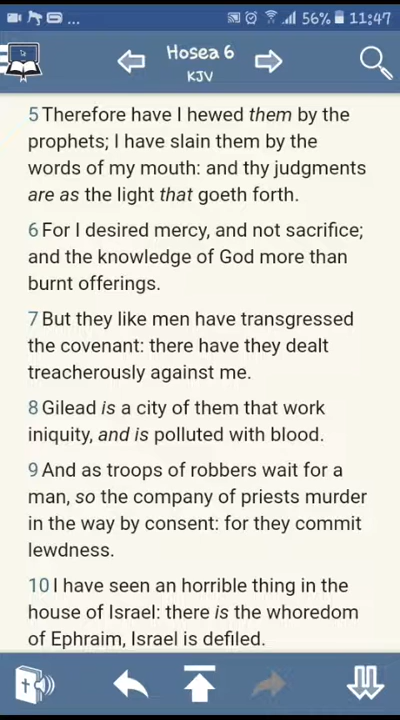 ... 56% 11:47
Hosea 6
KJV
5 Therefore have I hewed them by the
prophets; I have slain them by the
words of my mouth: and thy judgments
are as the light that goeth forth.
6 For I desired mercy, and not sacrifice;
and the knowledge of God more than
burnt offerings.
7 But they like men have transgressed
the covenant: there have they dealt
treacherously against me.
8 Gilead is a city of them that work
iniquity, and is polluted with blood.
9 And as troops of robbers wait for a
man, so the company of priests murder
in the way by consent: for they commit
lewdness.
10 I have seen an horrible thing in the
house of Israel: there is the whoredom
of Ephraim, Israel is defiled.